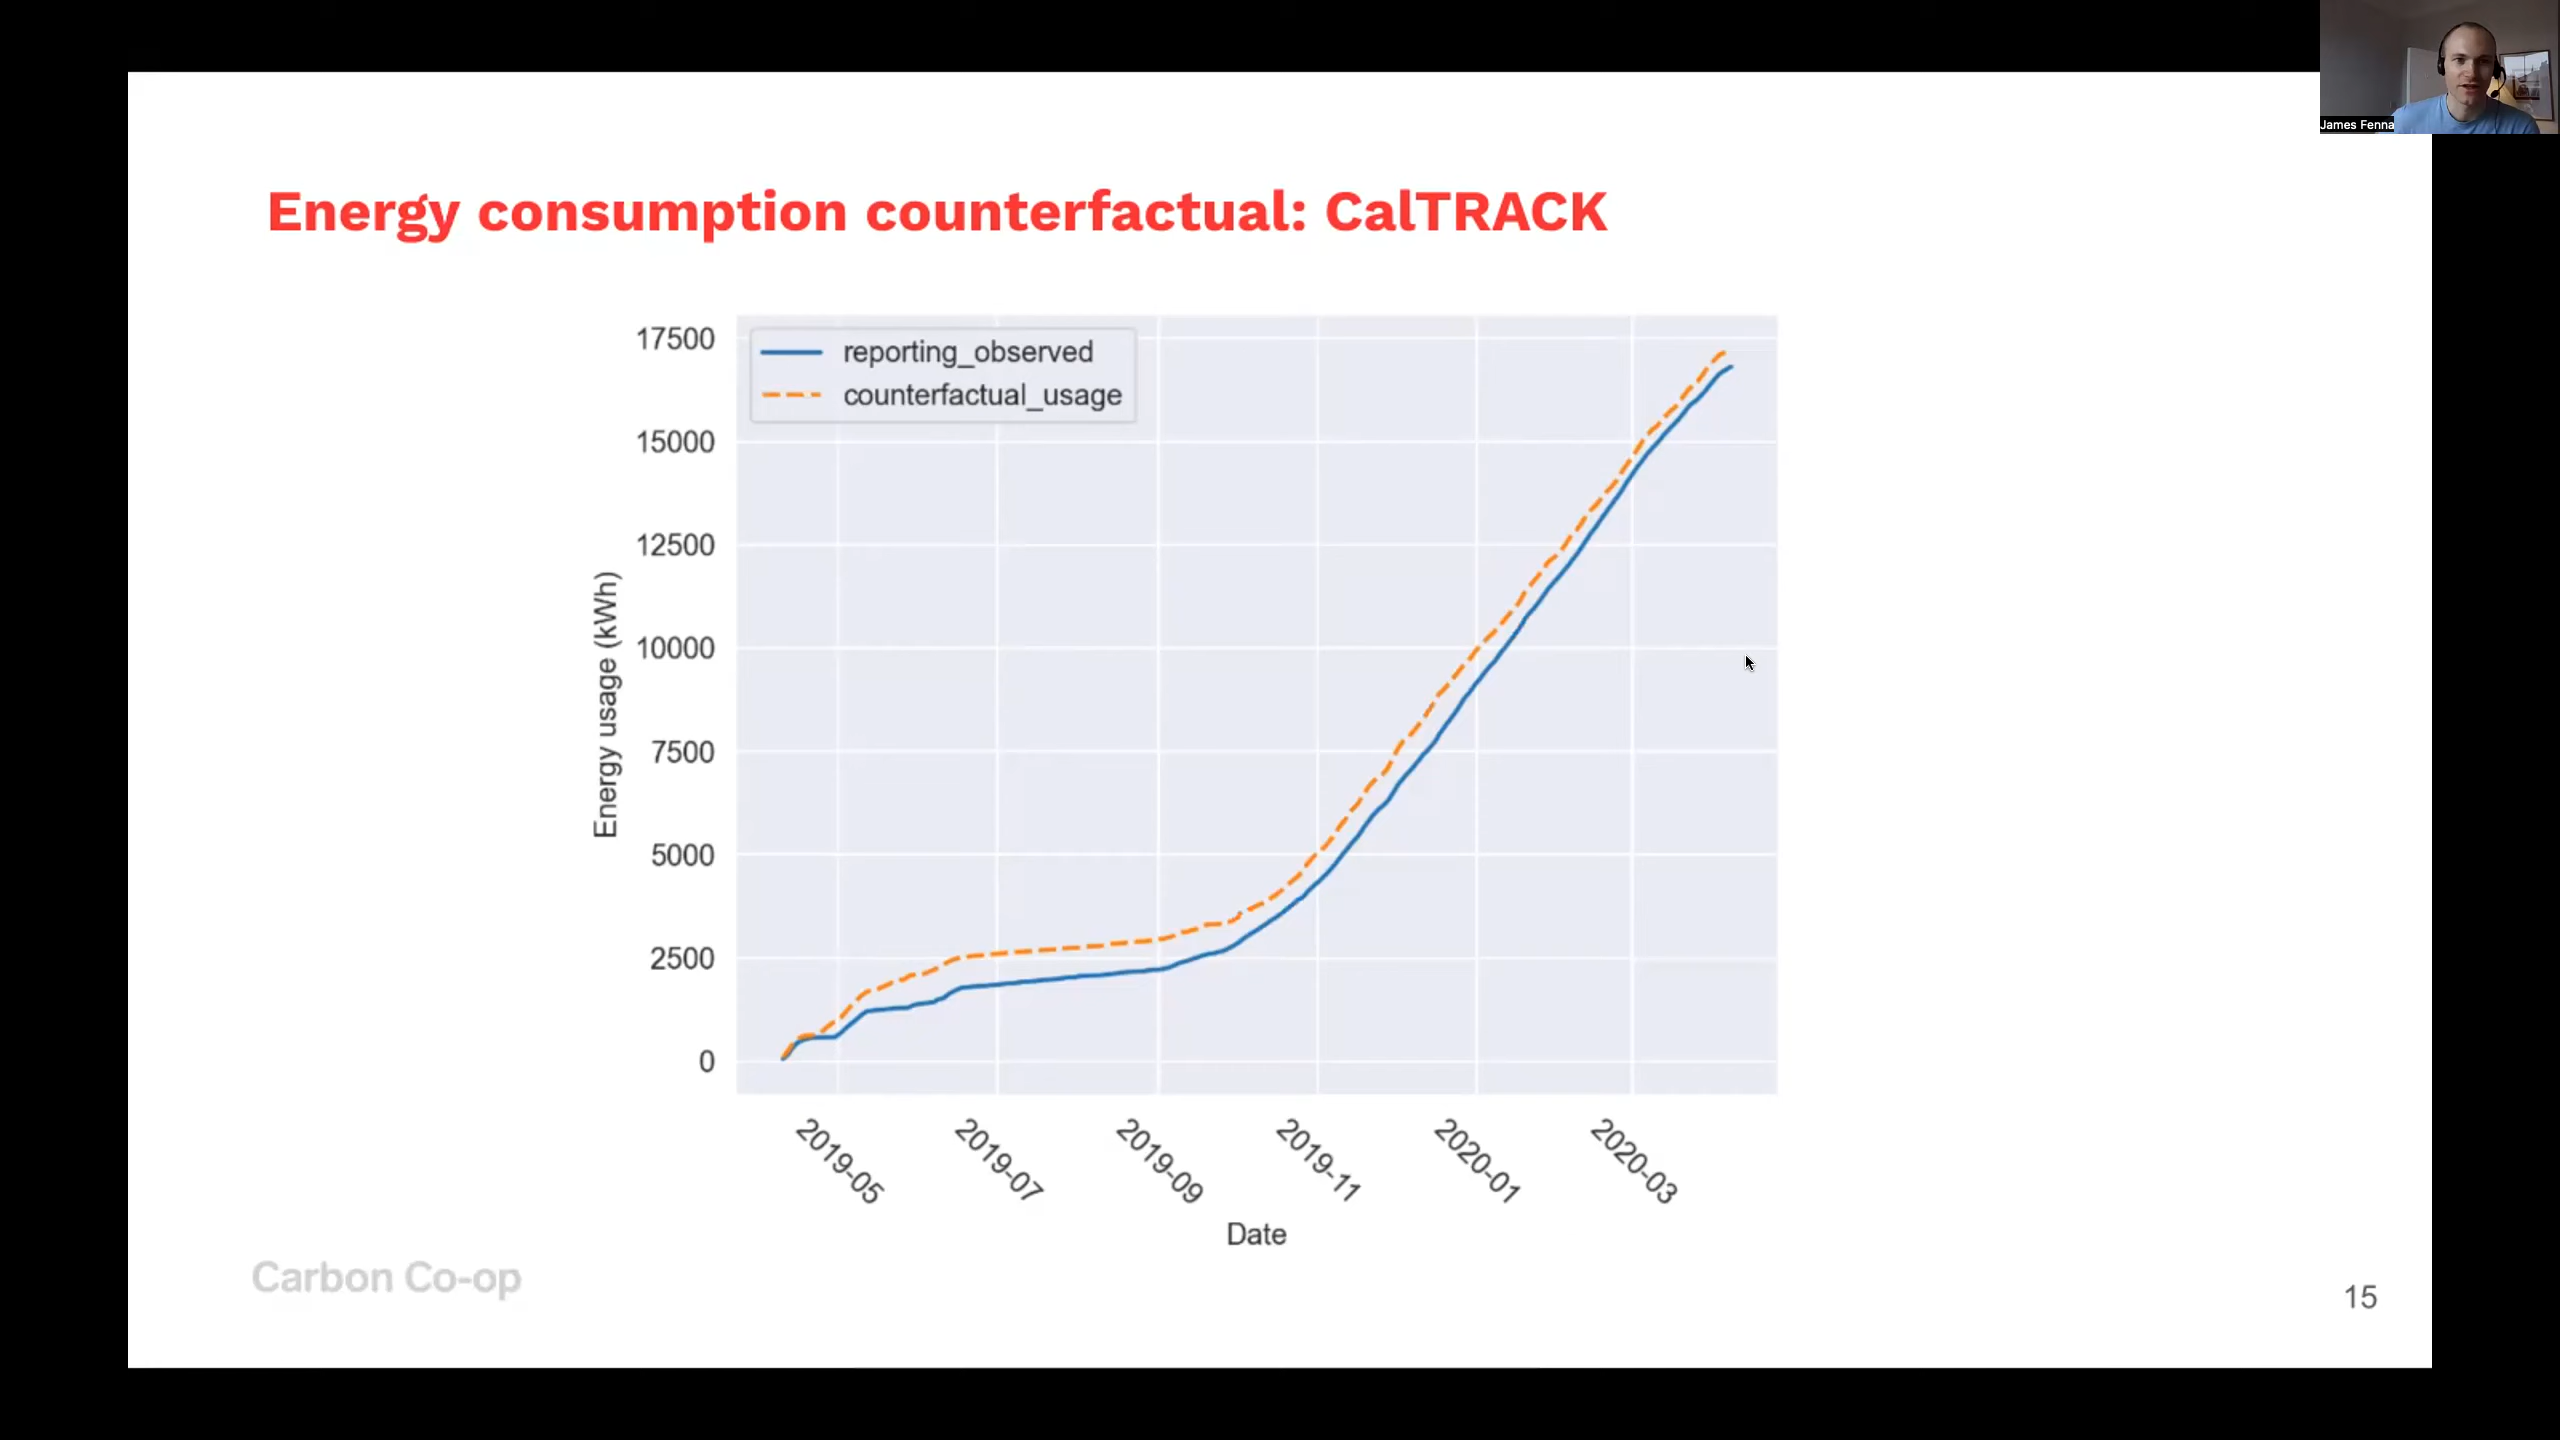 James Fenna
Energy consumption counterfactual: CalTRACK
reporting_observed
counterfactual_usage
17500
15000
12500
10000
7500
5000
2500
0
Energy usage (kWh)
2019-05
2019-07
2019-09
2019-11
2020-01
2020-03
Date
Carbon Co-op
15